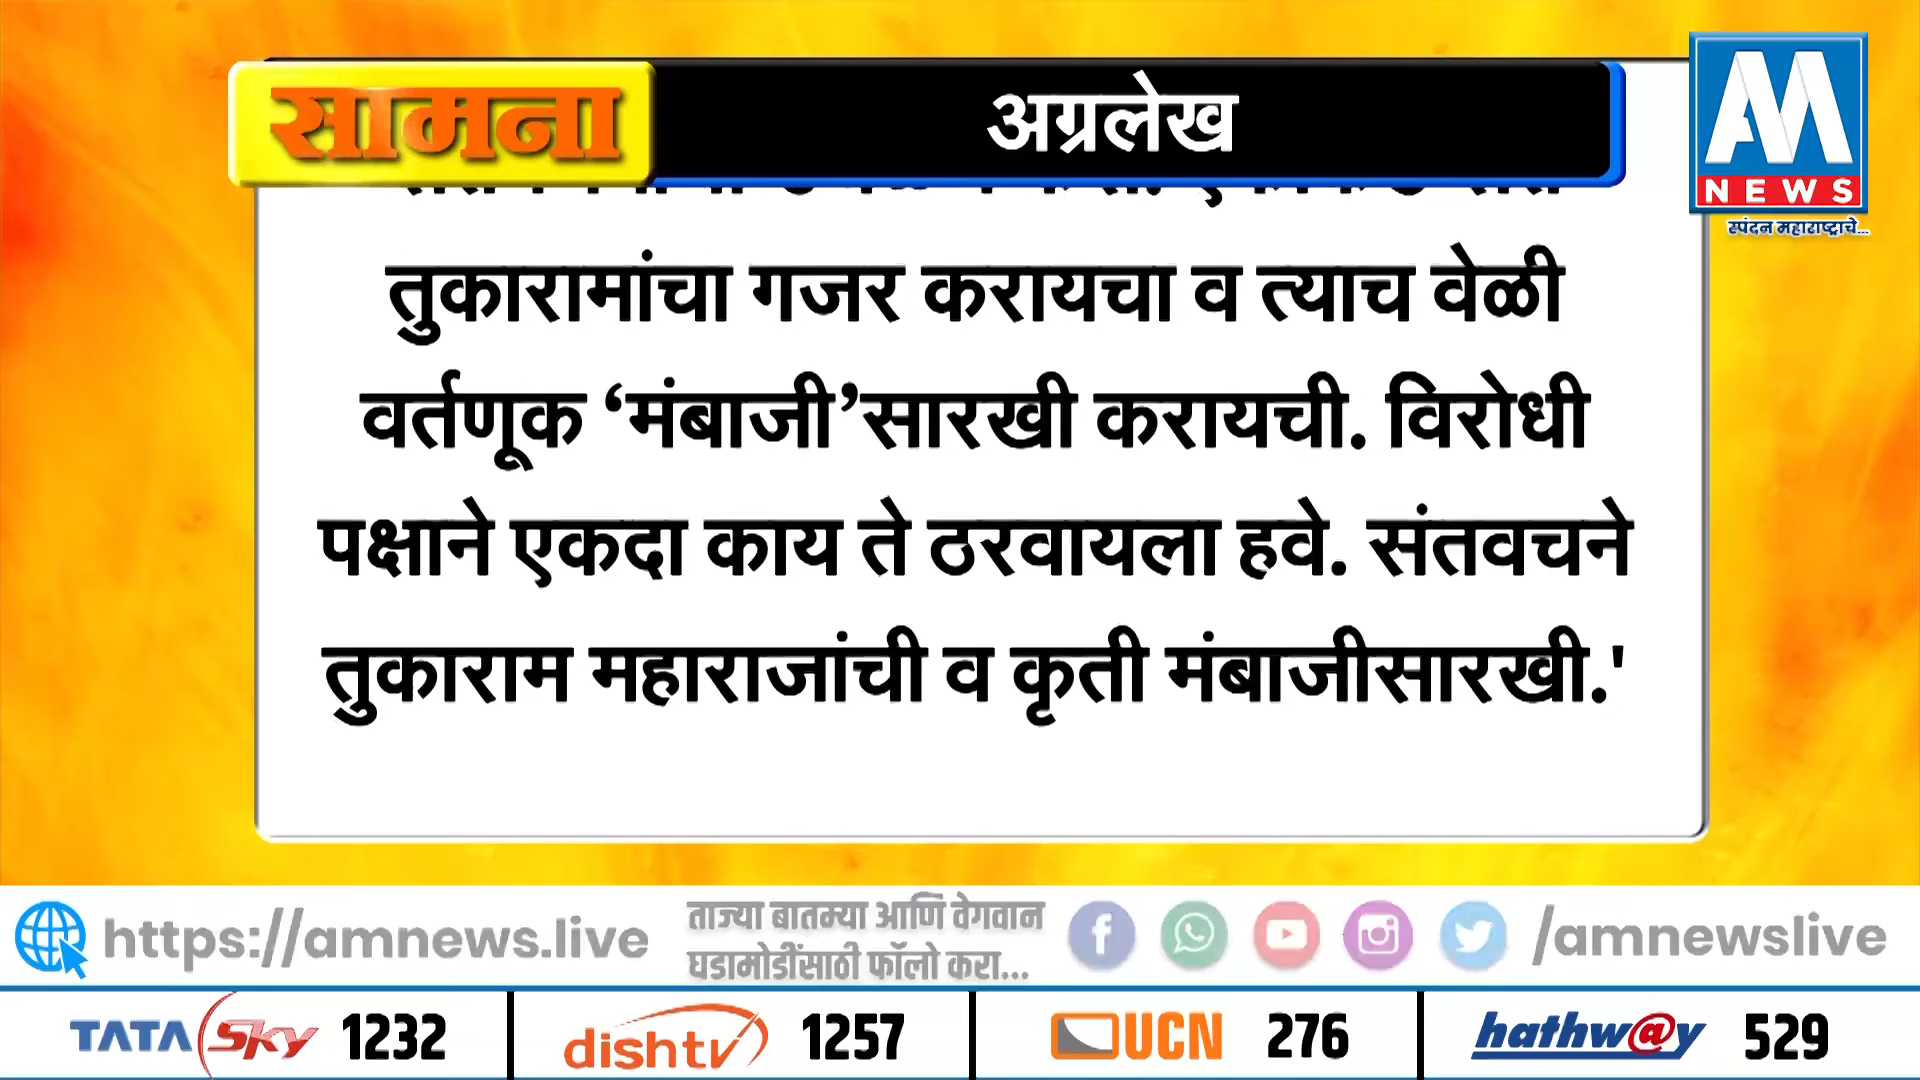 सामना
अग्रलेख
AM
NEWS
स्पंदन महाराष्ट्राचे...
तुकारामांचा गजर करायचा व त्याच वेळी
वर्तणूक ‘मंबाजी’सारखी करायची. विरोधी
पक्षाने एकदा काय ते ठरवायला हवे. संतवचने
तुकाराम महाराजांची व कृती मंबाजीसारखी.'
https://amnews.live
ताज्या बातम्या आणि वेगवान
घडामोडींसाठी फॉलो करा...
/amnewslive
TATA Sky 1232
dishtv 1257
UCN 276
hathw@y 529